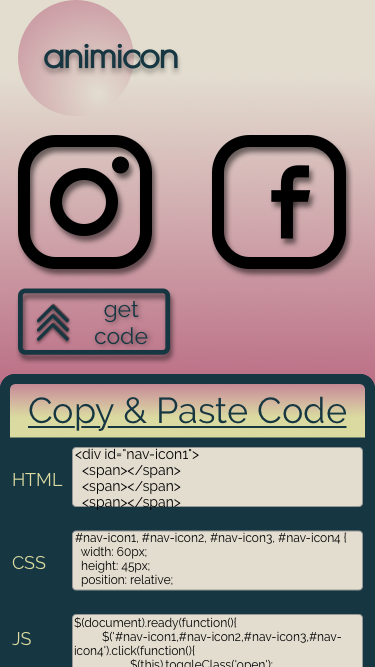 animicon
get
code
Copy & Paste Code
HTML
<div id="nav-icon1">
<span></span>
<span></span>
<span></span>
CSS
#nav-icon1, #nav-icon2, #nav-icon3, #nav-icon4 {
width: 60px;
height: 45px;
position: relative;
JS
$(document).ready(function(){
$('#nav-icon1,#nav-icon2,#nav-icon3,#nav-
icon4').click(function(){
$(this).toggleClass('open');